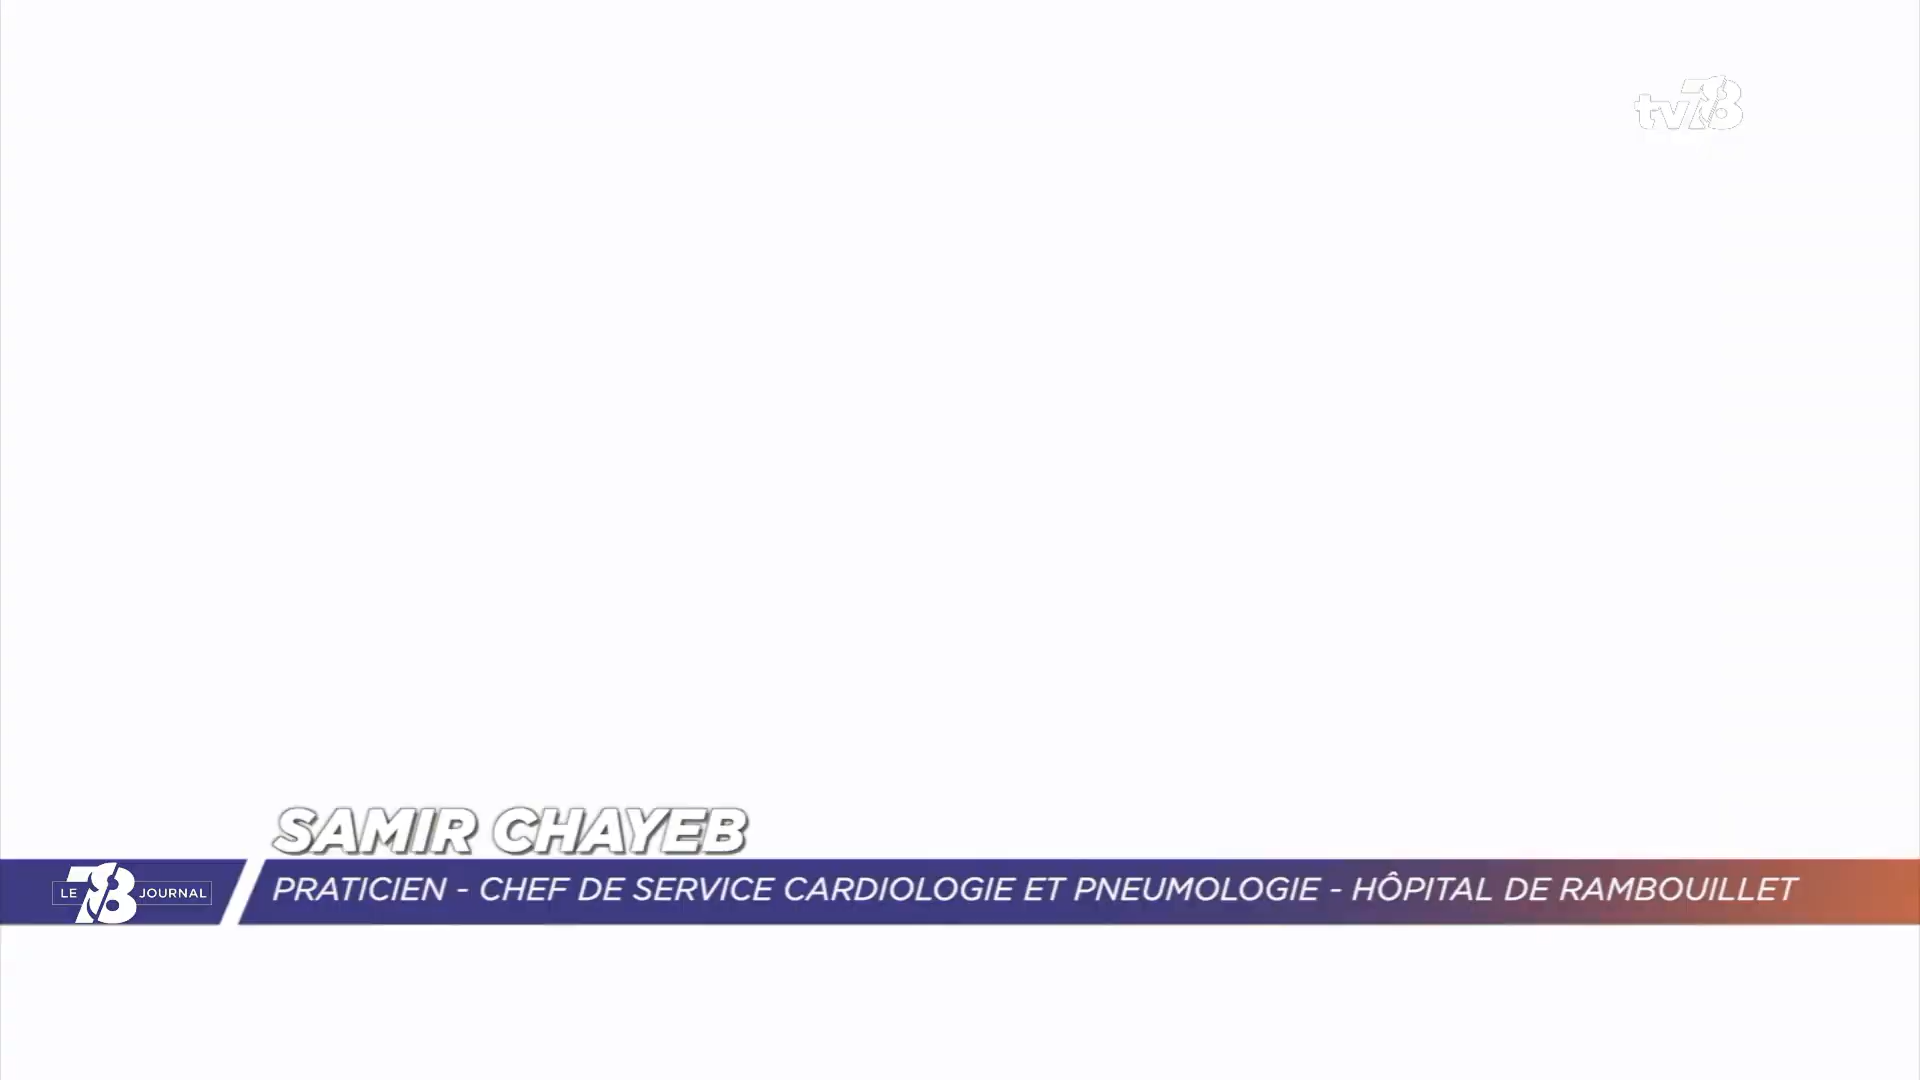 tv78
SAMIR CHAYEB
LE 78 JOURNAL
PRATICIEN - CHEF DE SERVICE CARDIOLOGIE ET PNEUMOLOGIE - HÔPITAL DE RAMBOUILLET